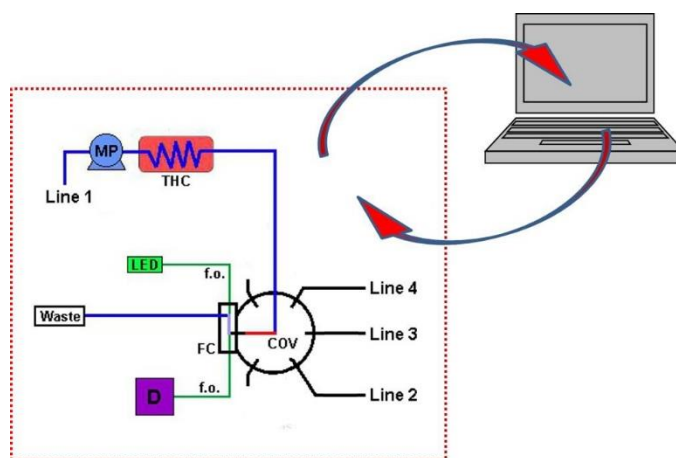 MP
THC
Line 1
LED
f.o.
Line 4
Waste
Line 3
FC
COV
f.o.
D
Line 2